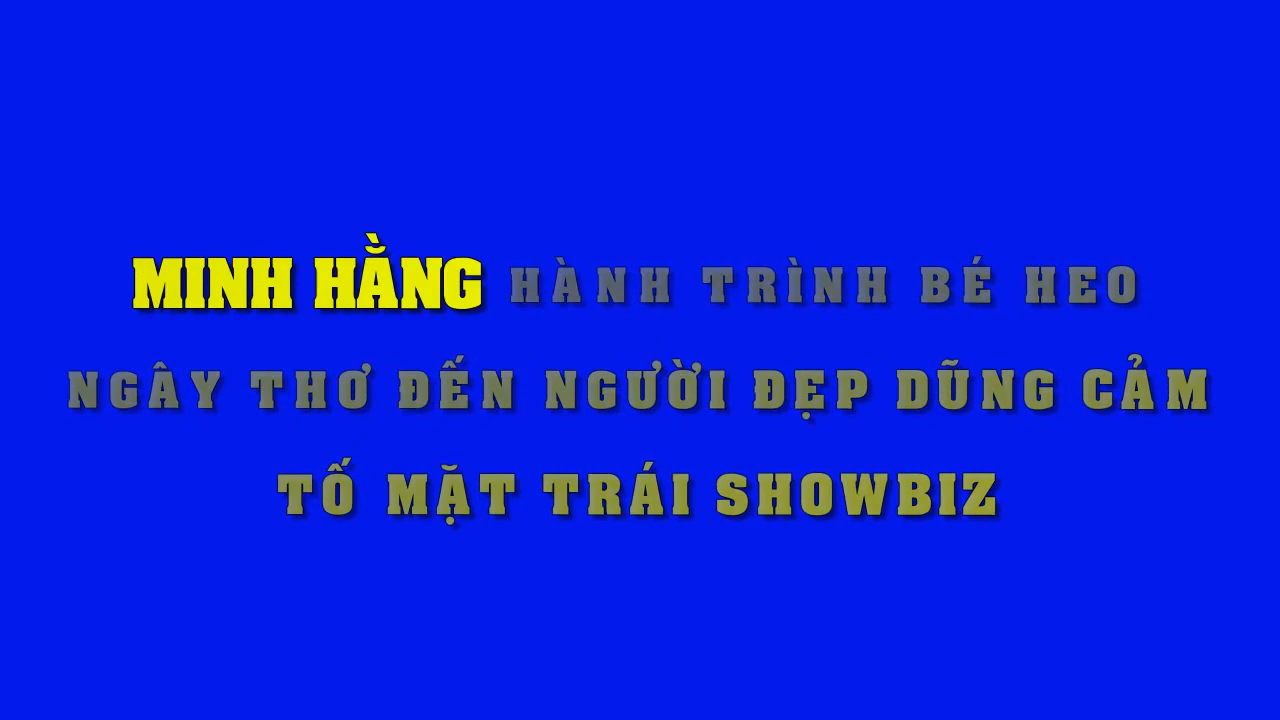 MINH HẰNG HÀNH TRÌNH BÉ HEO
NGÂY THƠ ĐẾN NGƯỜI ĐẸP DŨNG CẢM
TỐ MẶT TRÁI SHOWBIZ